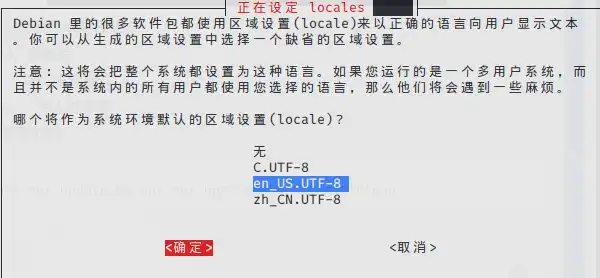 正在设定 locales
Debian 里的很多软件包都使用区域设置(locale)来以正确的语言向用户显示文本
。你可以从生成的区域设置中选择一个缺省的区域设置。
注意: 这将会把整个系统都设置为这种语言。如果您运行的是一个多用户系统, 而
且并不是系统内的所有用户都使用您选择的语言, 那么他们将会遇到一些麻烦。
哪个将作为系统环境默认的区域设置(locale)?
无
C.UTF-8
en_US.UTF-8
zh_CN.UTF-8
<确定> <取消>